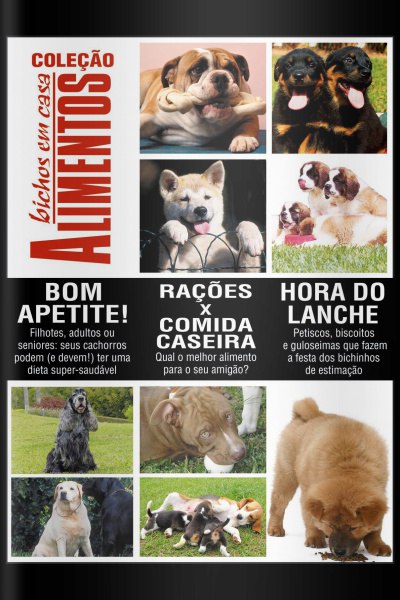 COLEÇÃO
bichos em casa
ALIMENTOS
BOM
APETITE!
Filhotes, adultos ou
seniores: seus cachorros
podem (e devem!) ter uma
dieta super-saudável
RAÇÕES
X
COMIDA
CASEIRA
Qual o melhor alimento
para o seu amigão?
HORA DO
LANCHE
Petiscos, biscoitos
e guloseimas que fazem
a festa dos bichinhos
de estimação